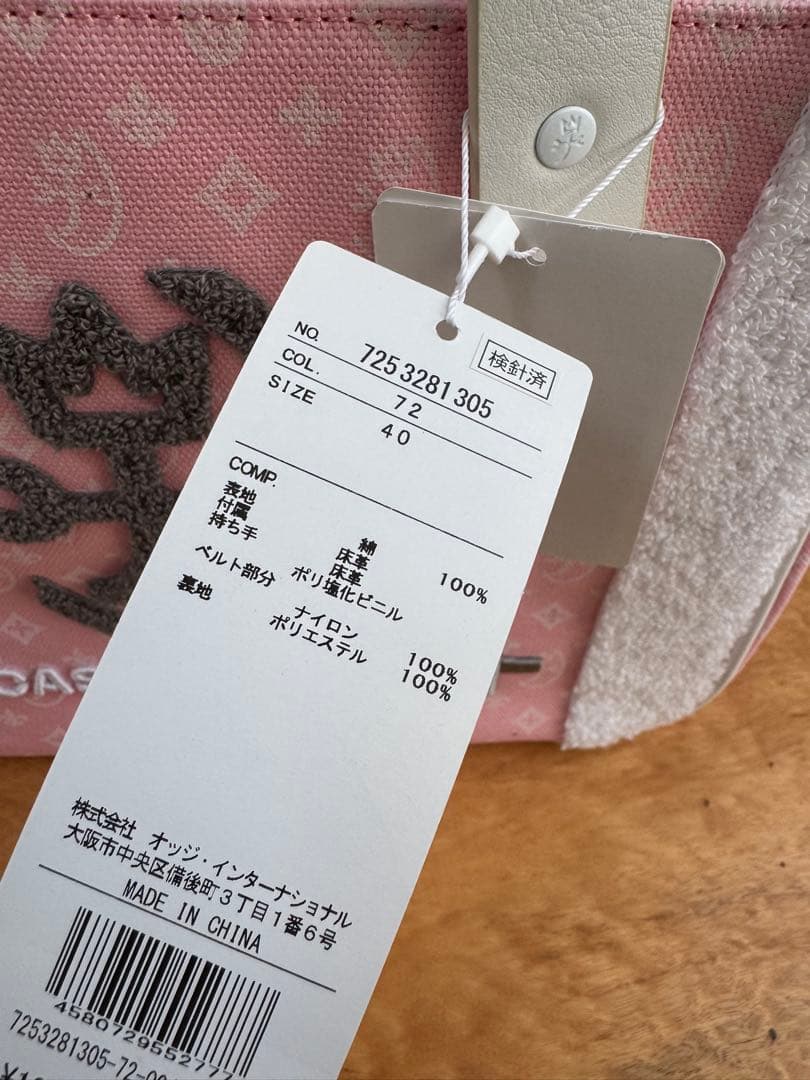 検針済
NO. 7253281305
COL. 72
SIZE 40
COMP.
表地 綿 100%
付属 床革
持ち手 床革
ポリ塩化ビニル
ベルト部分 ナイロン 100%
裏地 ポリエステル 100%
株式会社 オッジ・インターナショナル
大阪市中央区備後町3丁目1番6号
MADE IN CHINA
4580729552777
7253281305-72-
CAS